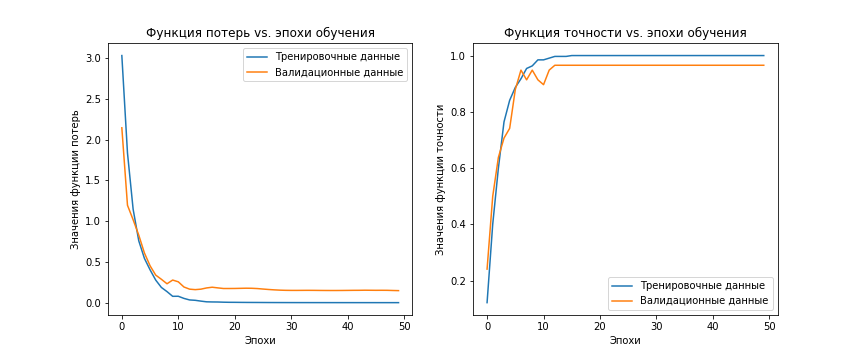 Функция потерь vs. эпохи обучения
3.0
2.5
2.0
1.5
1.0
0.5
0.0
Значения функции потерь
Тренировочные данные
Валидационные данные
0 10 20 30 40 50
Эпохи
Функция точности vs. эпохи обучения
1.0
0.8
0.6
0.4
0.2
Значения функции точности
Тренировочные данные
Валидационные данные
0 10 20 30 40 50
Эпохи